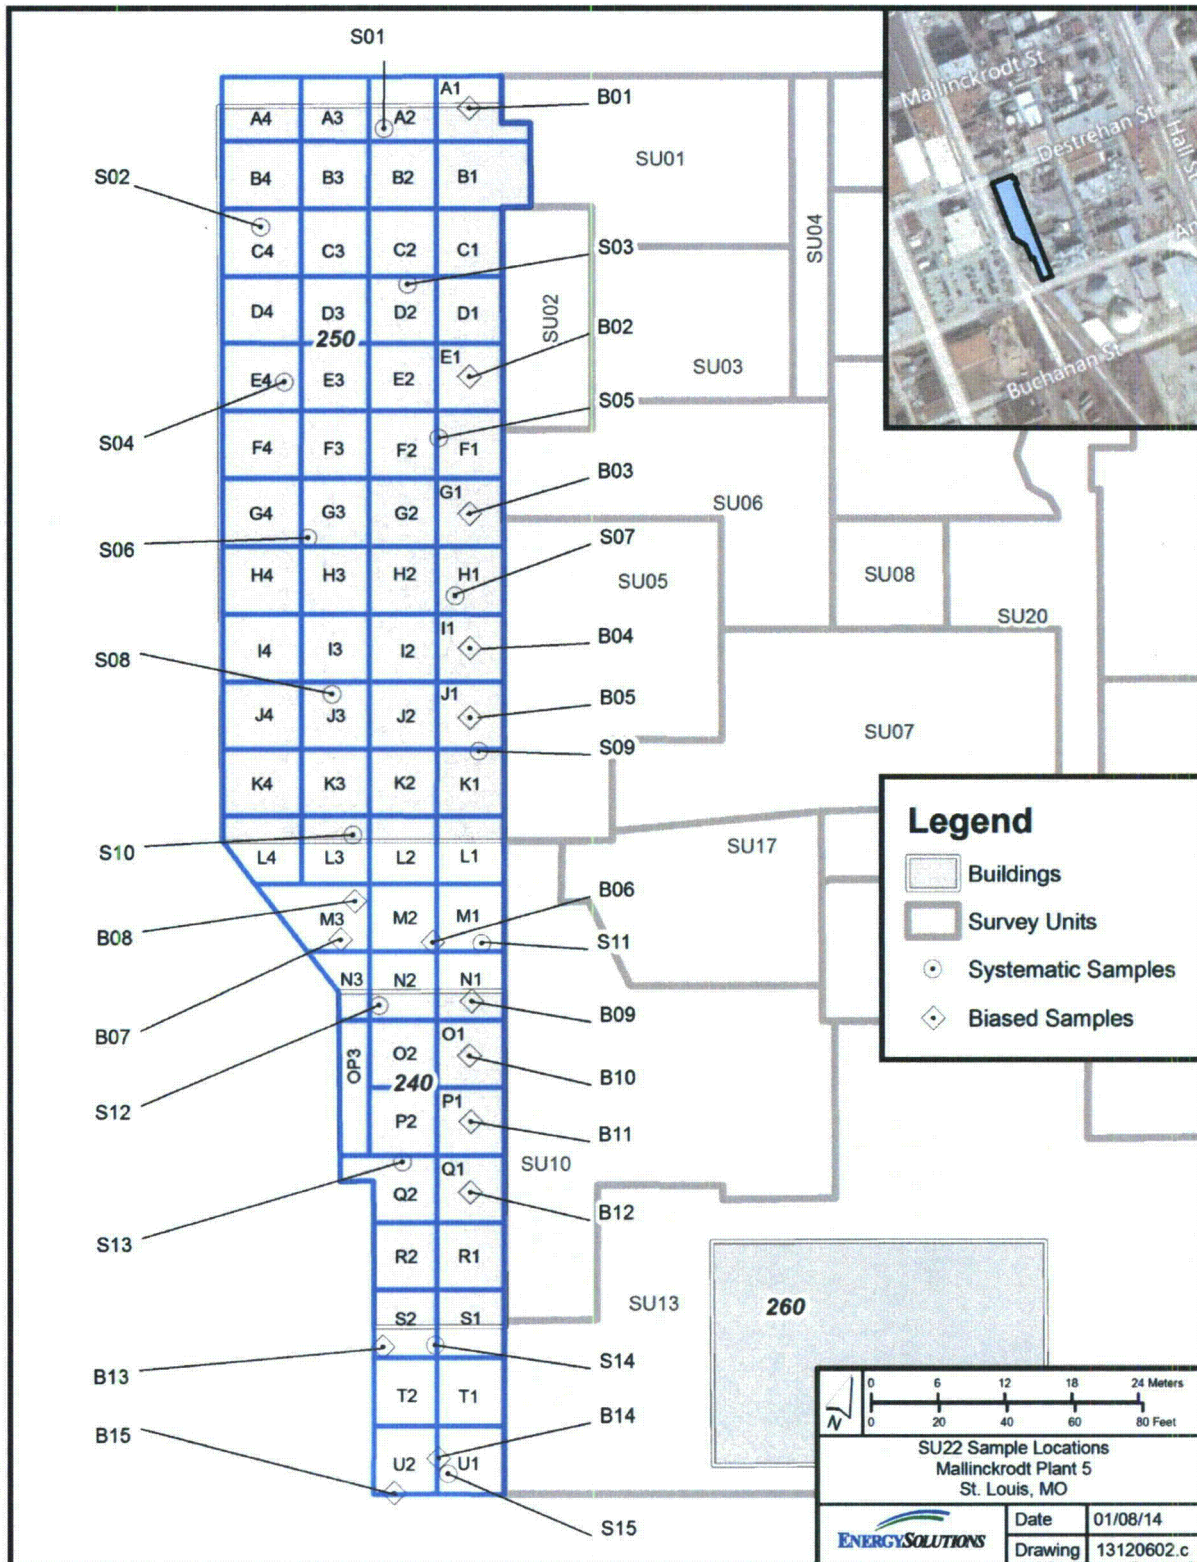 S01
A1
B01
A4 A3 A2
Mallinckrodt St
Destrehan St
Hall St
SU01
S02
B4 B3 B2 B1
SU04
C4 C3 C2 C1
S03
D4 D3 D2 D1
SU02
250
B02
E1
E4 E3 E2
SU03
Buchanan St
S05
S04
F4 F3 F2 F1
B03
G1
G4 G3 G2
SU06
S06
S07
H4 H3 H2 H1
SU05
SU08
SU20
I1
B04
I4 I3 I2
S08
J1
B05
J4 J3 J2
SU07
S09
K4 K3 K2 K1
Legend
Buildings
Survey Units
Systematic Samples
Biased Samples
S10
L4 L3 L2 L1
SU17
B06
M3 M2 M1
B08
S11
N3 N2 N1
B09
B07
O1
O2
OP3
240
B10
S12
P1
P2
B11
SU10
Q1
Q2
B12
S13
R2 R1
SU13
260
S2 S1
S14
B13
T2 T1
B14
B15
U2 U1
S15
0 6 12 18 24 Meters
0 20 40 60 80 Feet
N
SU22 Sample Locations
Mallinckrodt Plant 5
St. Louis, MO
ENERGYSOLUTIONS
Date 01/08/14
Drawing 13120602.c